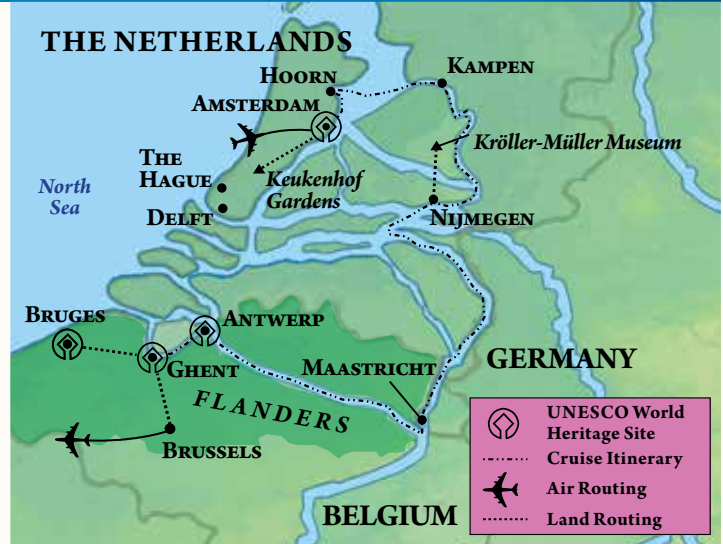 THE NETHERLANDS
HOORN
KAMPEN
AMSTERDAM
Kröller-Müller Museum
THE
HAGUE
Keukenhof
Gardens
North
Sea
DELFT
NIJMEGEN
BRUGES
ANTWERP
GHENT
MAASTRICHT
GERMANY
FLANDERS
BRUSSELS
BELGIUM
UNESCO World
Heritage Site
Cruise Itinerary
Air Routing
Land Routing